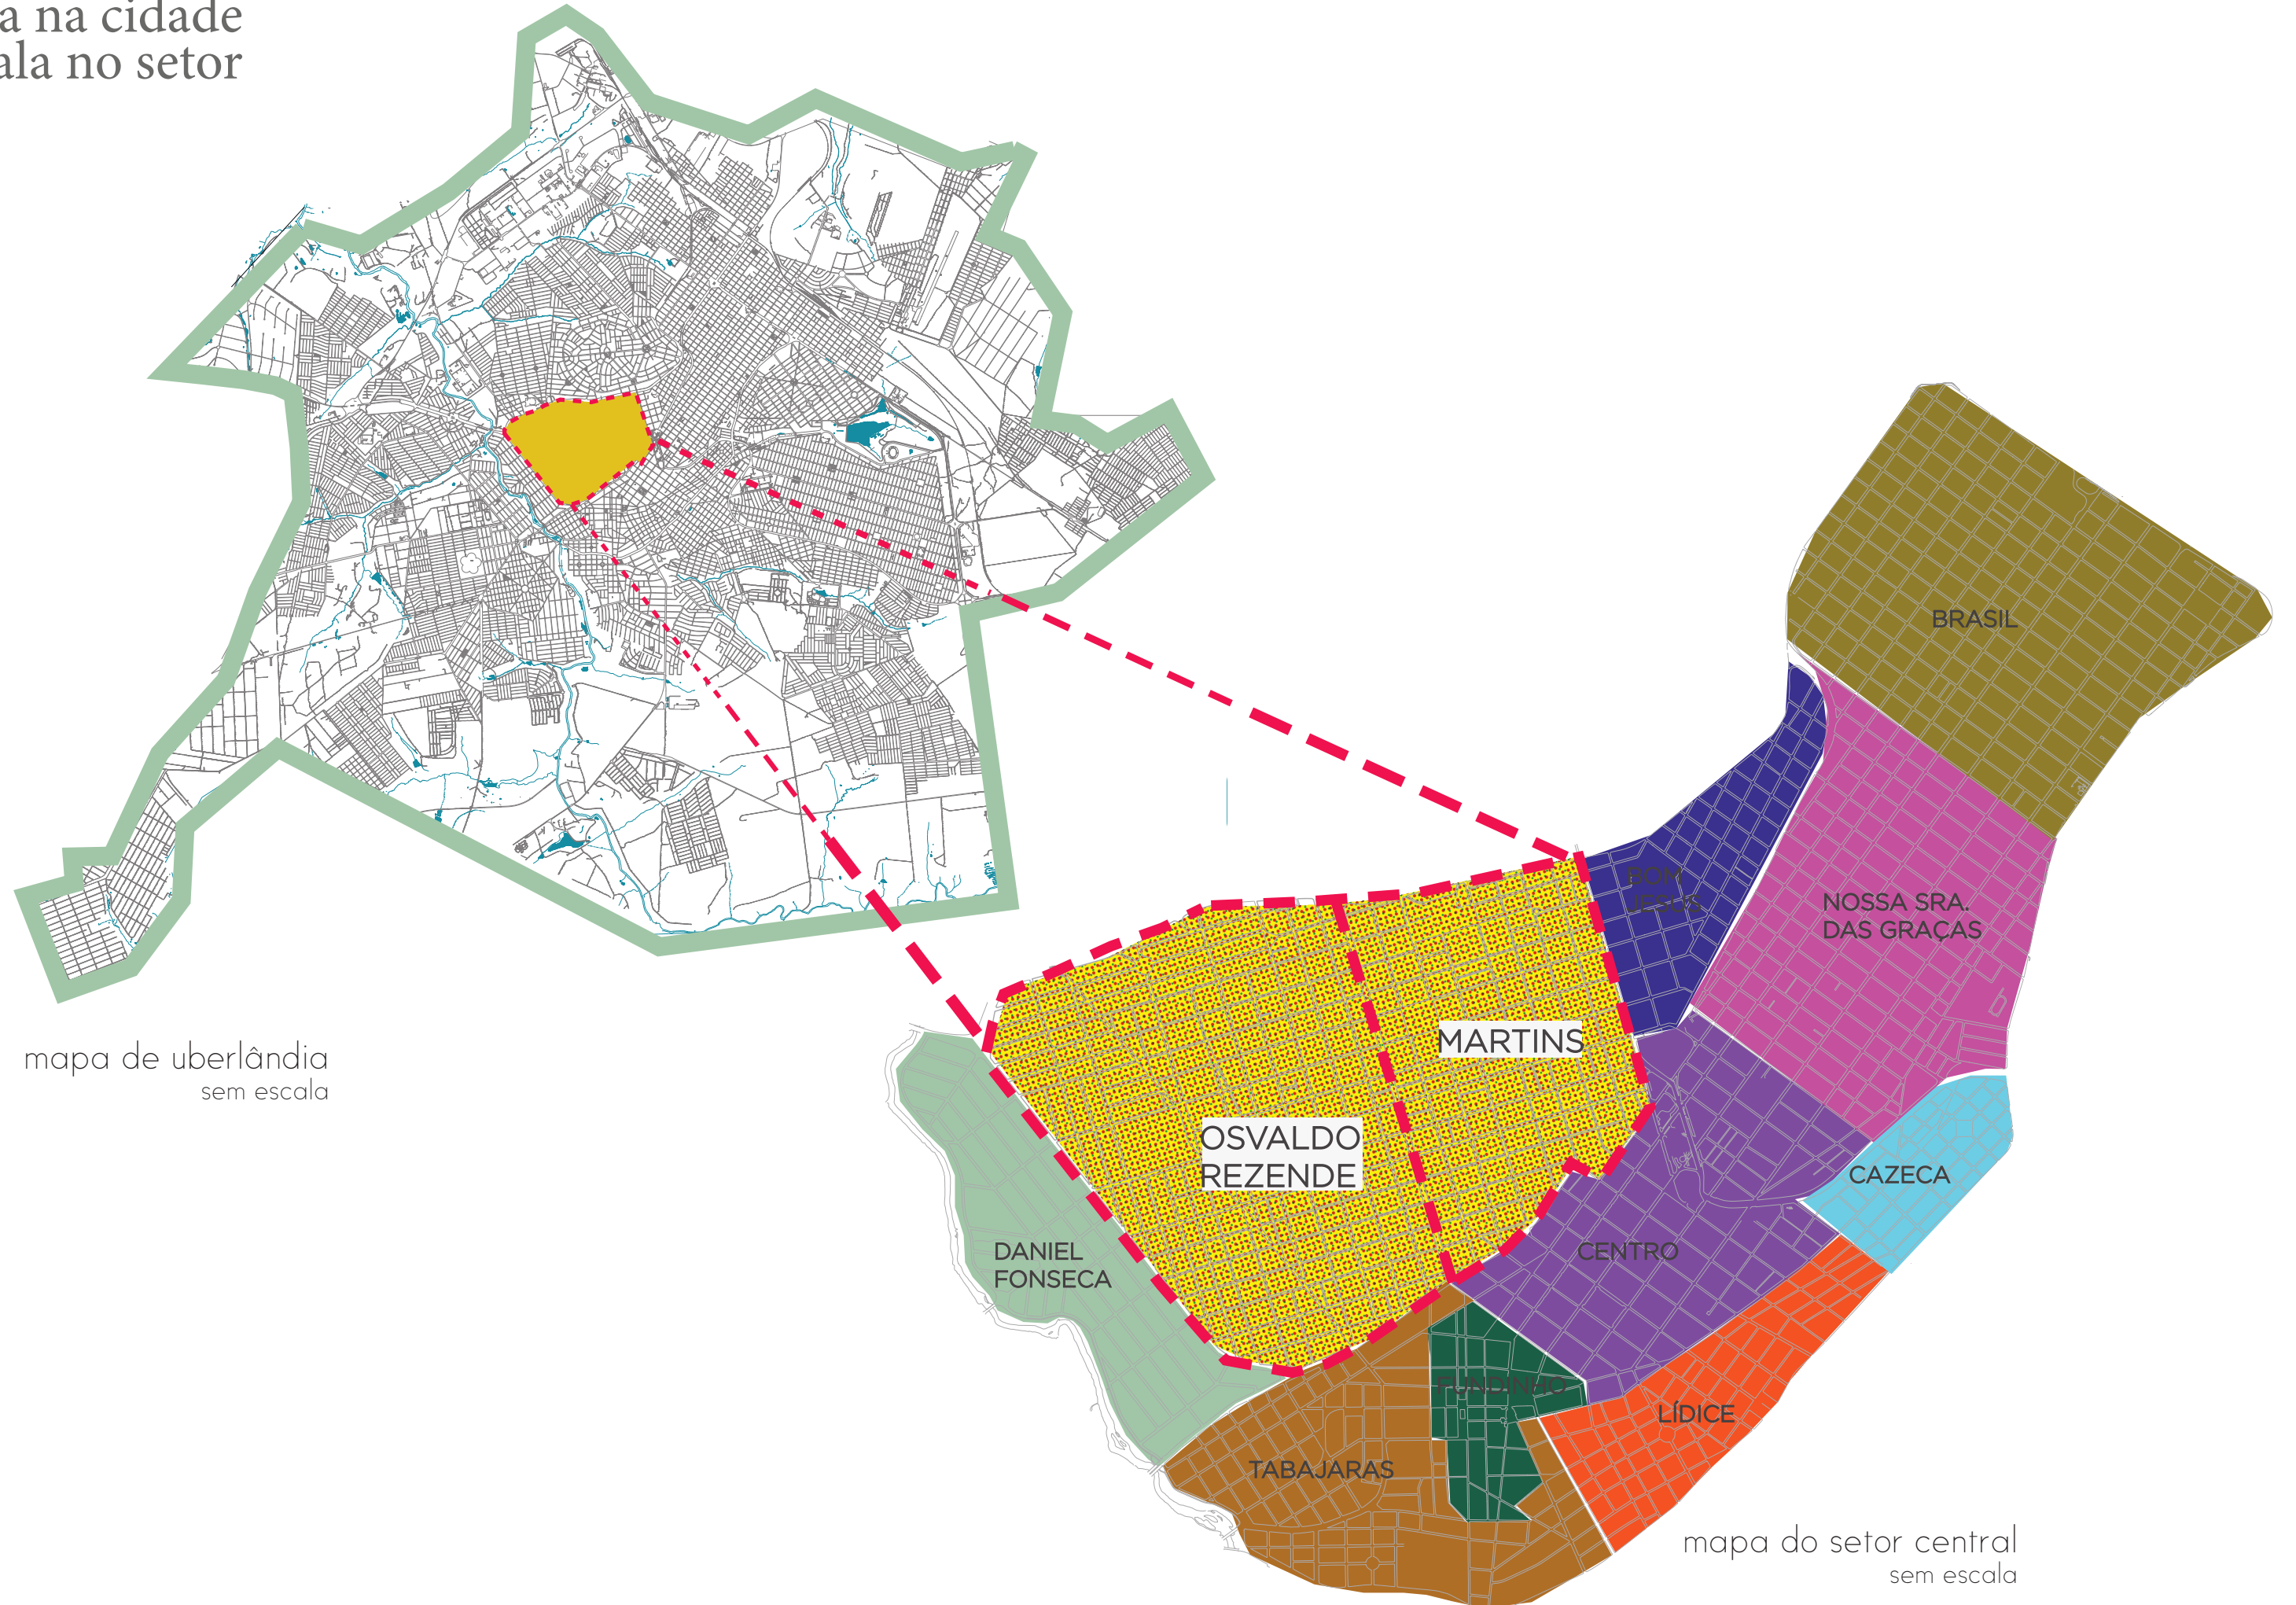 a na cidade
ala no setor
BRASIL
BOM
JESUS
NOSSA SRA.
DAS GRAÇAS
MARTINS
mapa de uberlândia
sem escala
OSVALDO
REZENDE
CAZECA
DANIEL
FONSECA
CENTRO
FUNDINHO
LÍDICE
TABAJARAS
mapa do setor central
sem escala